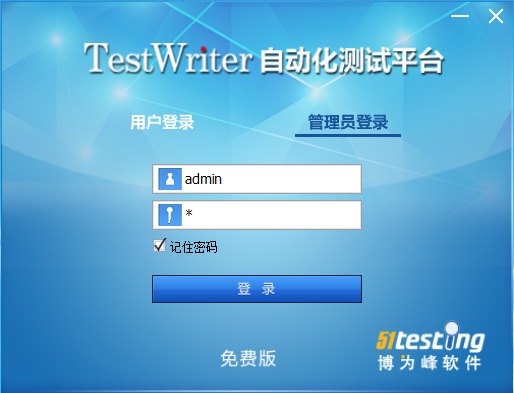 TestWriter 自动化测试平台
用户登录 管理员登录
admin
*
记住密码
登 录
免费版
51testing
博为峰软件